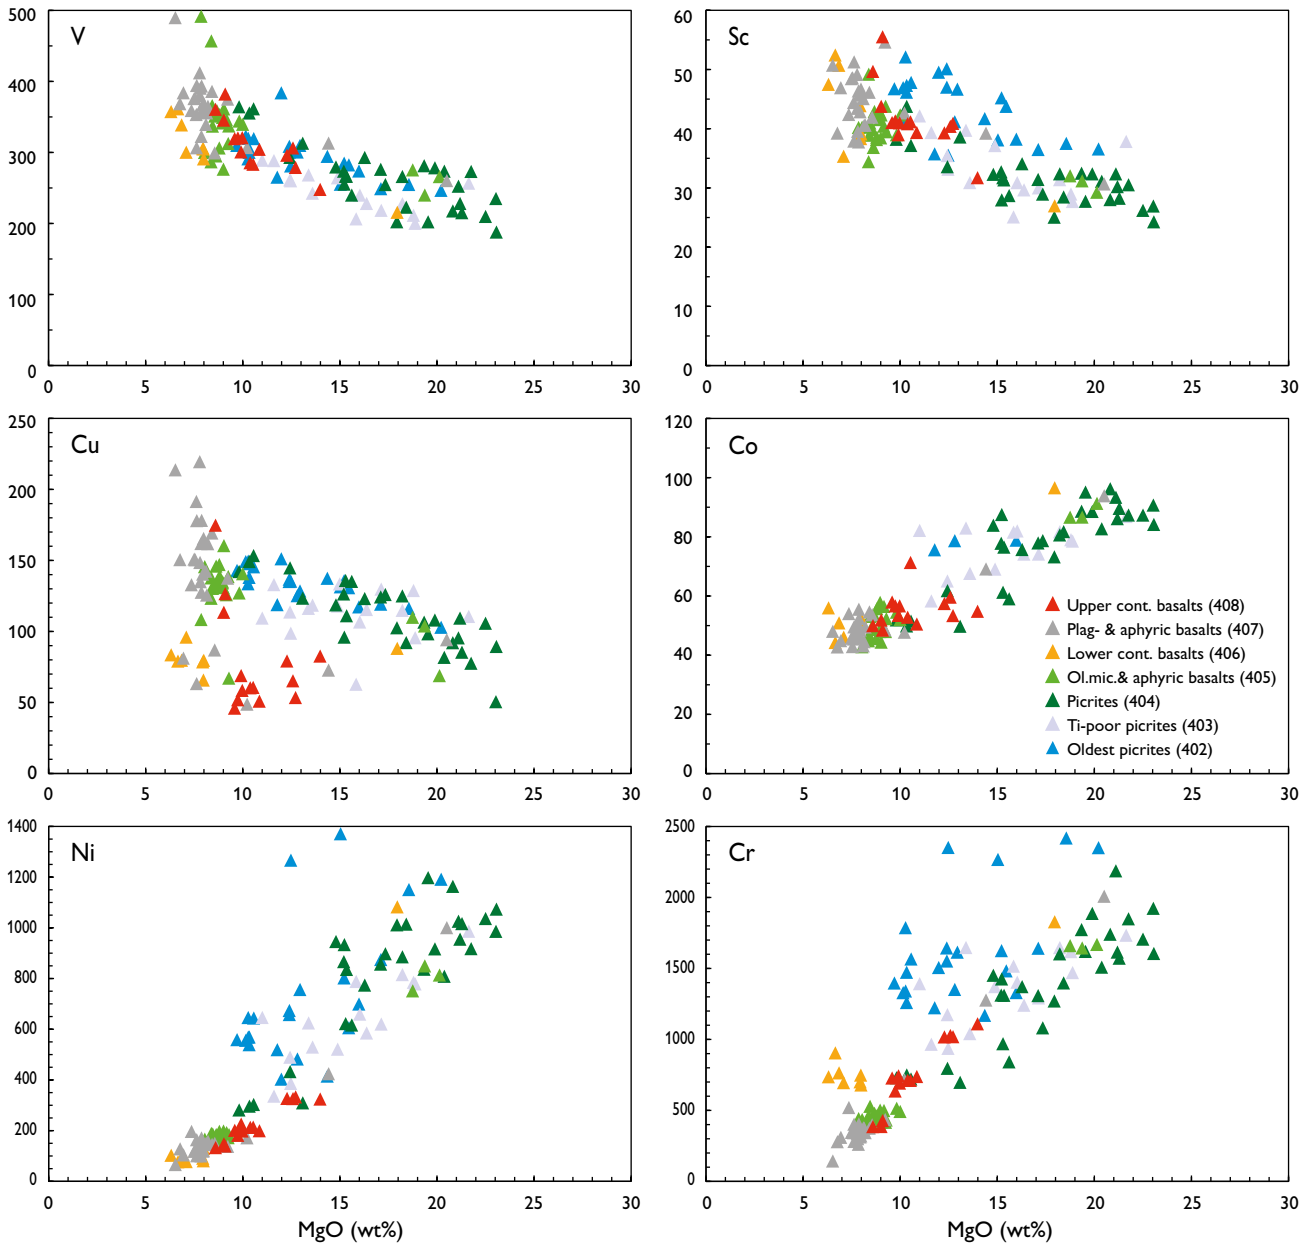 V
500
400
300
200
100
0
0 5 10 15 20 25 30
Sc
60
50
40
30
20
10
0
0 5 10 15 20 25 30
Cu
250
200
150
100
50
0
0 5 10 15 20 25 30
Co
120
100
80
60
40
20
0
0 5 10 15 20 25 30
Upper cont. basalts (408)
Plag- & aphyric basalts (407)
Lower cont. basalts (406)
Ol.mic.& aphyric basalts (405)
Picrites (404)
Ti-poor picrites (403)
Oldest picrites (402)
Ni
1400
1200
1000
800
600
400
200
0
0 5 10 15 20 25 30
MgO (wt%)
Cr
2500
2000
1500
1000
500
0
0 5 10 15 20 25 30
MgO (wt%)